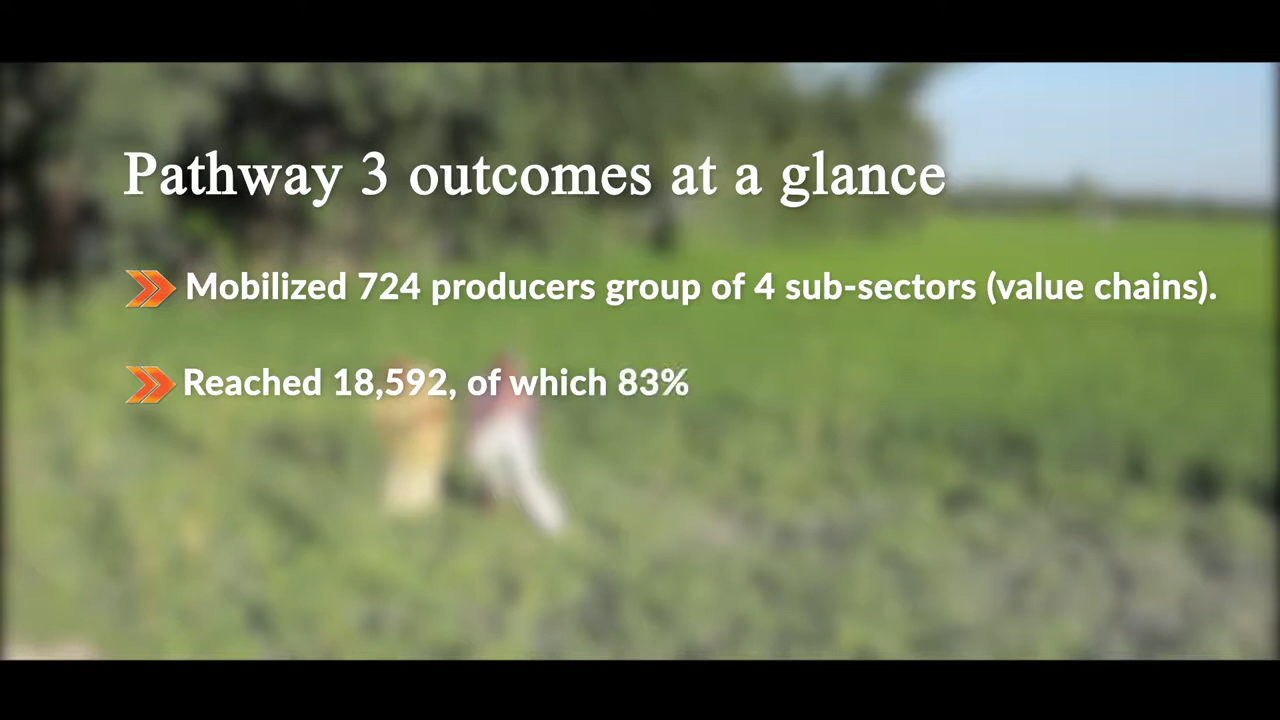 Pathway 3 outcomes at a glance
Mobilized 724 producers group of 4 sub-sectors (value chains).
Reached 18,592, of which 83%